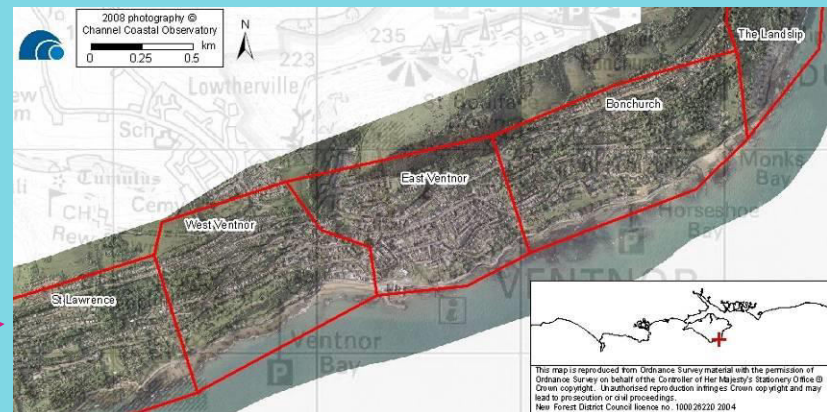 2008 photography ©
Channel Coastal Observatory
km
0 0.25 0.5
N
235
223
Lowtherville
Sch
Tumulus
Cemy
CH
The Landslip
Bonchurch
East Ventnor
West Ventnor
St Lawrence
Monks
Bay
Horseshoe
Bay
P
P
VENTNOR
i
Ventnor
Bay
This map is reproduced from Ordnance Survey material with the permission of
Ordnance Survey on behalf of the Controller of Her Majesty's Stationery Office ©
Crown copyright. Unauthorised reproduction infringes Crown copyright and may
lead to prosecution or civil proceedings.
New Forest District Council licence no. 100026220 2004